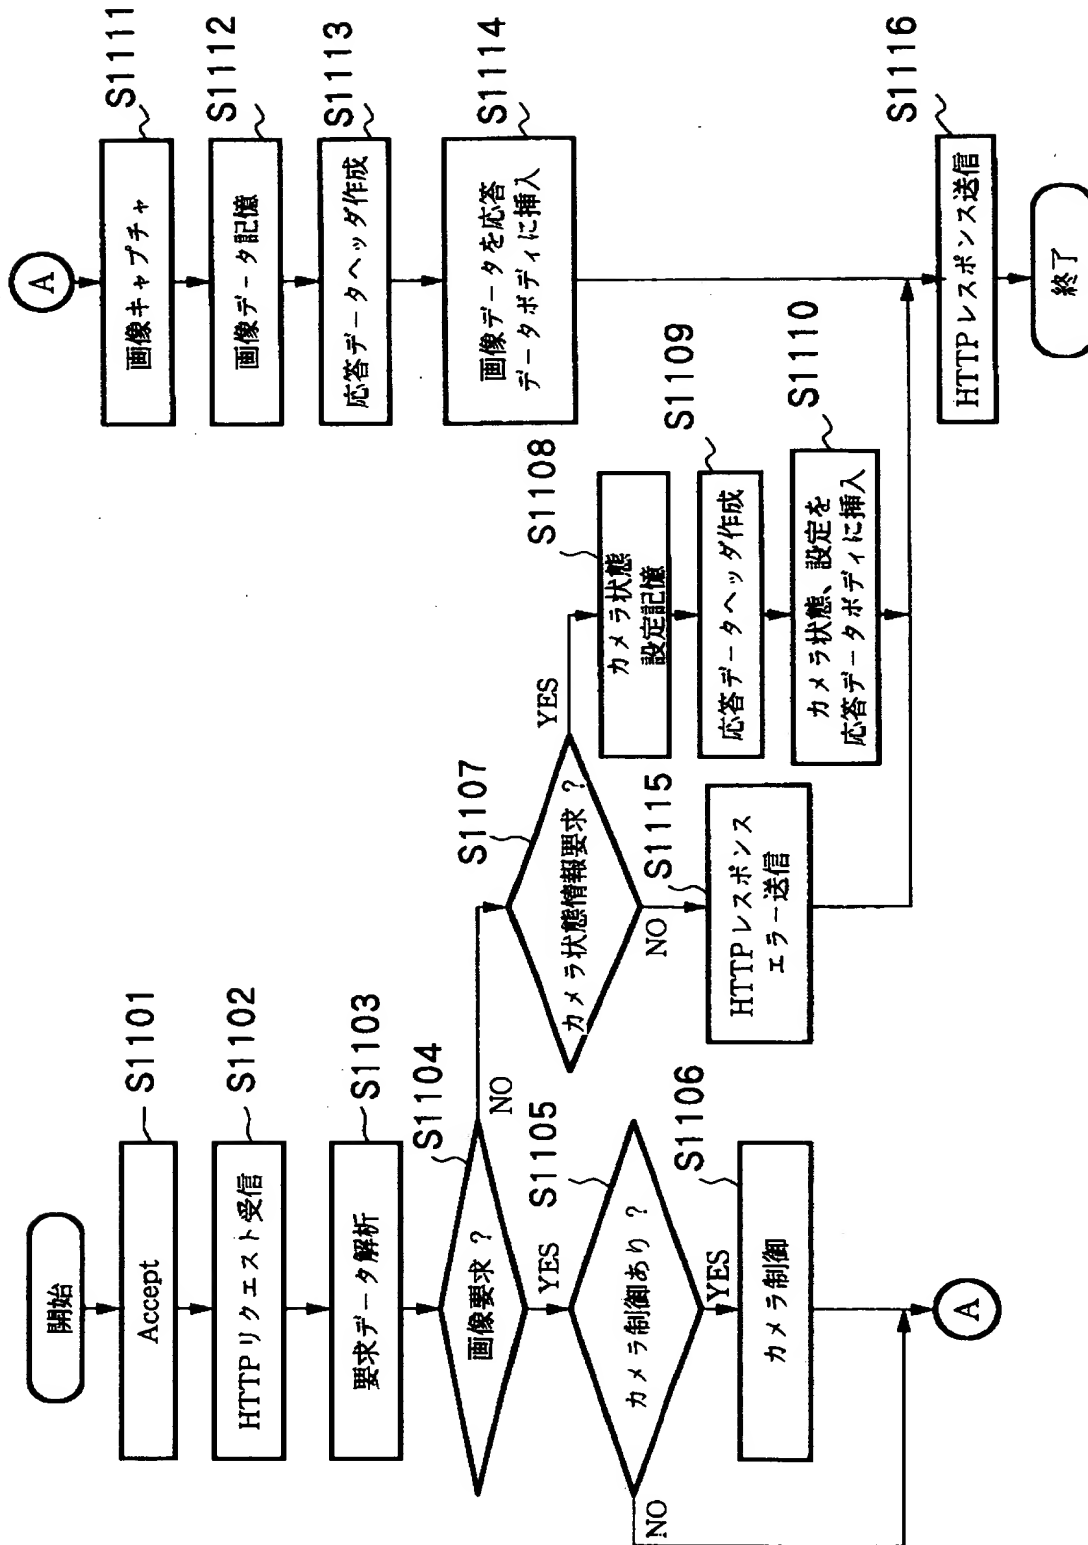 開始
Accept
S1101
HTTPリクエスト受信
S1102
要求データ解析
S1103
画像要求?
S1104
NO
YES
カメラ制御あり?
S1105
NO
YES
カメラ制御
S1106
A
カメラ状態情報要求?
S1107
YES
NO
カメラ状態
設定記憶
S1108
応答データヘッダ作成
S1109
カメラ状態、設定を
応答データボディに挿入
S1110
HTTPレスポンス
エラー送信
S1115
A
画像キャプチャ
S1111
画像データ記憶
S1112
応答データヘッダ作成
S1113
画像データを応答
データボディに挿入
S1114
HTTPレスポンス送信
S1116
終了